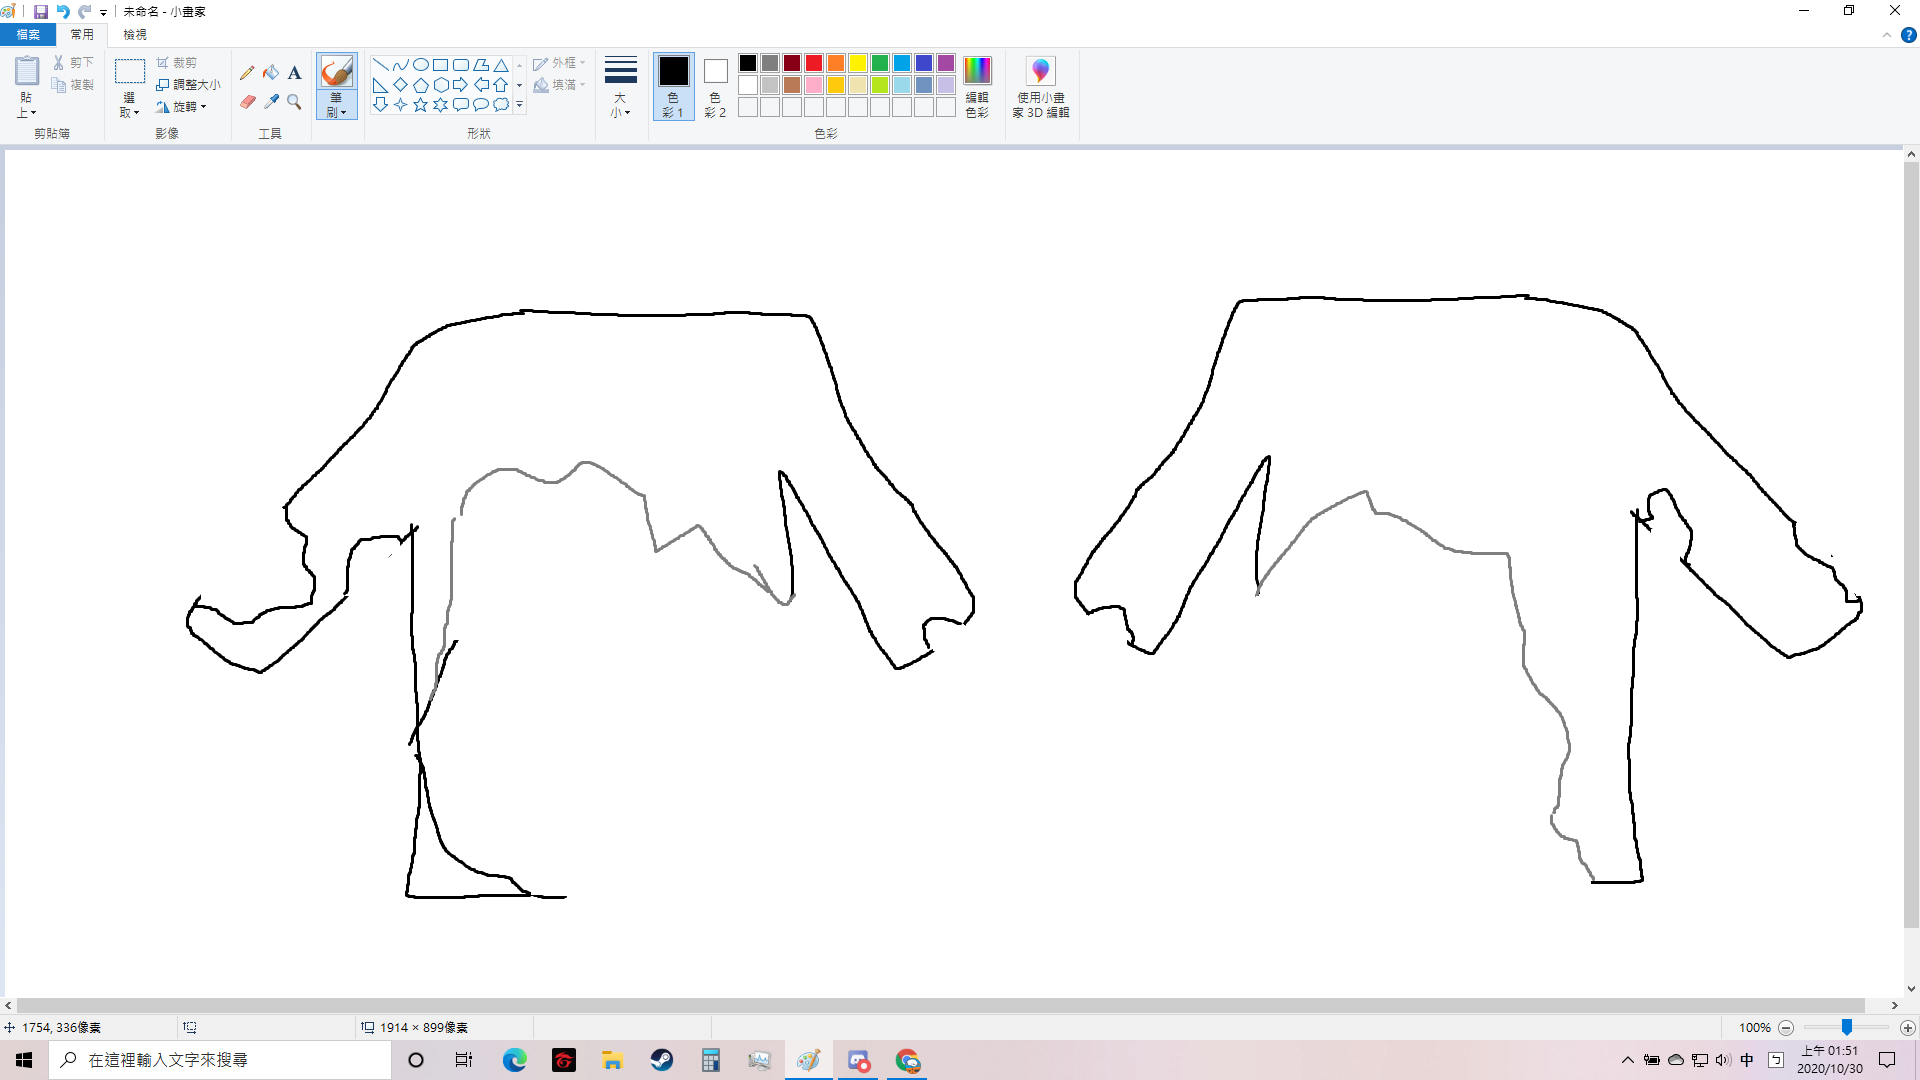 未命名 - 小畫家
檔案 常用 檢視
貼上
剪下
複製
剪貼簿
選取
裁剪
調整大小
旋轉
影像
A
工具
筆刷
外框
填滿
形狀
大小
色彩 1
色彩 2
編輯色彩
色彩
使用小畫家 3D 編輯
1754, 336像素
1914 × 899像素
100%
在這裡輸入文字來搜尋
中
上午 01:51
2020/10/30